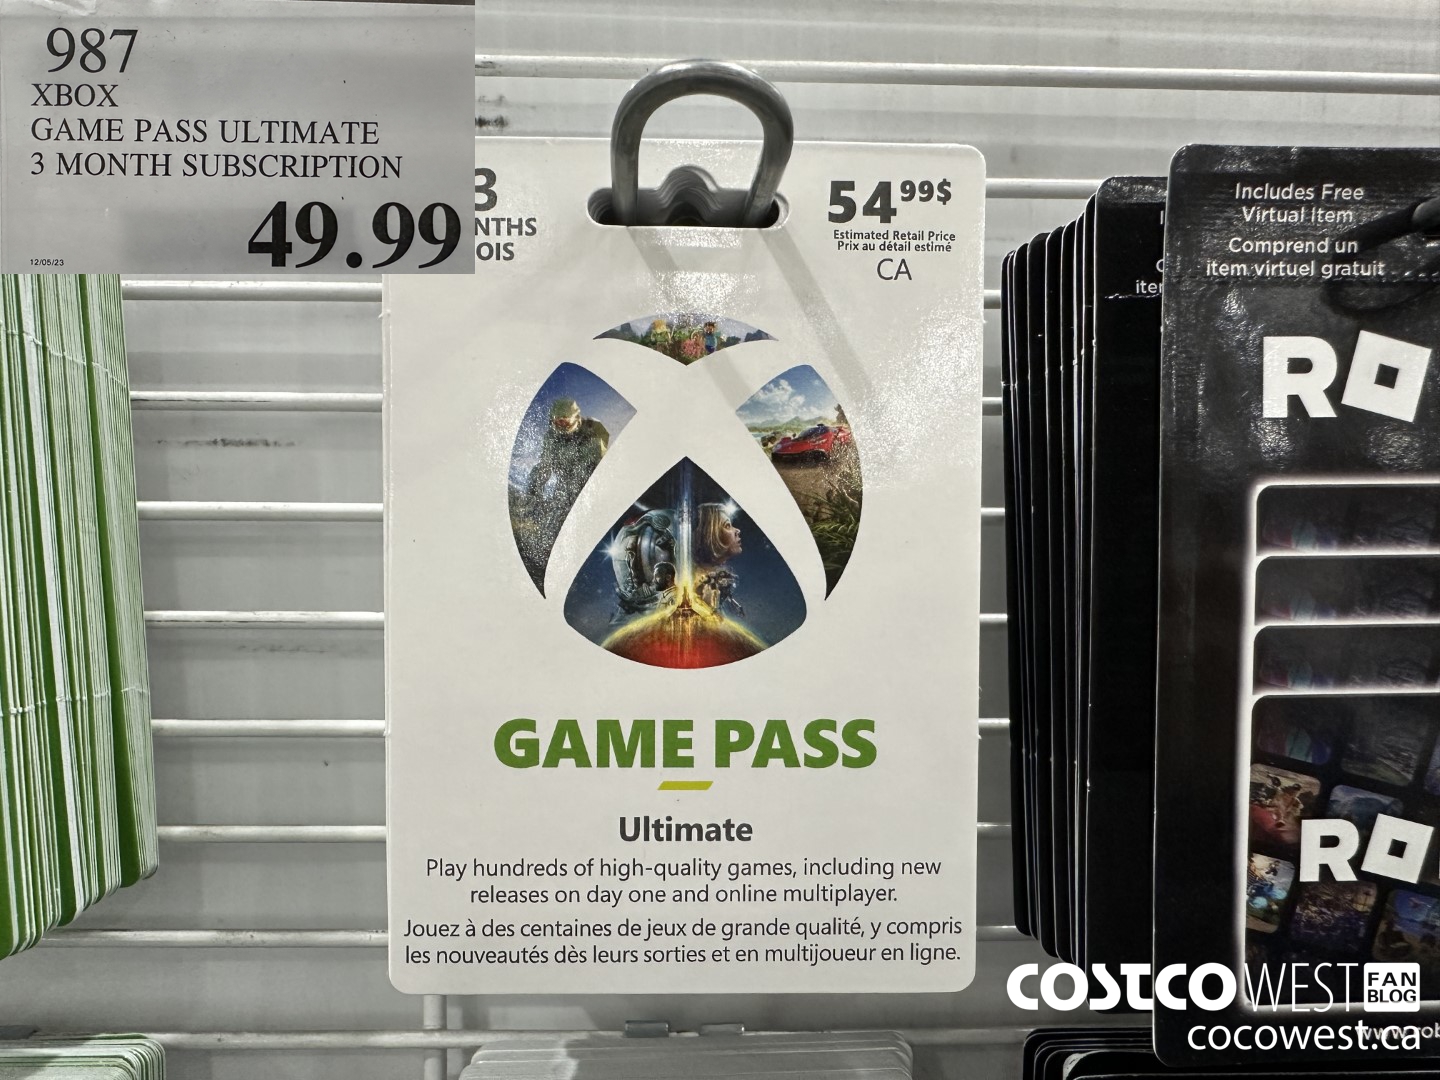 987
XBOX
GAME PASS ULTIMATE
3 MONTH SUBSCRIPTION
49.99
12/05/23
3
NTHS
OIS
54 99$
Estimated Retail Price
Prix au détail estimé
CA
GAME PASS
Ultimate
Play hundreds of high-quality games, including new
releases on day one and online multiplayer.
Jouez à des centaines de jeux de grande qualité, y compris
les nouveautés dès leurs sorties et en multijoueur en ligne.
Includes Free
Virtual Item
Comprend un
item virtuel gratuit
RO
RO
COSTCO WEST FAN BLOG
cocowest.ca